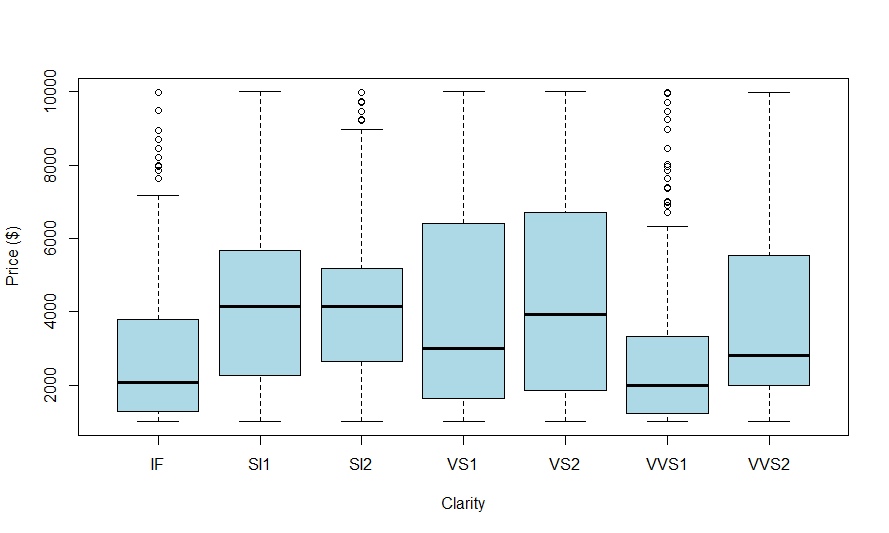 Price ($)
10000
8000
6000
4000
2000
IF SI1 SI2 VS1 VS2 VVS1 VVS2
Clarity